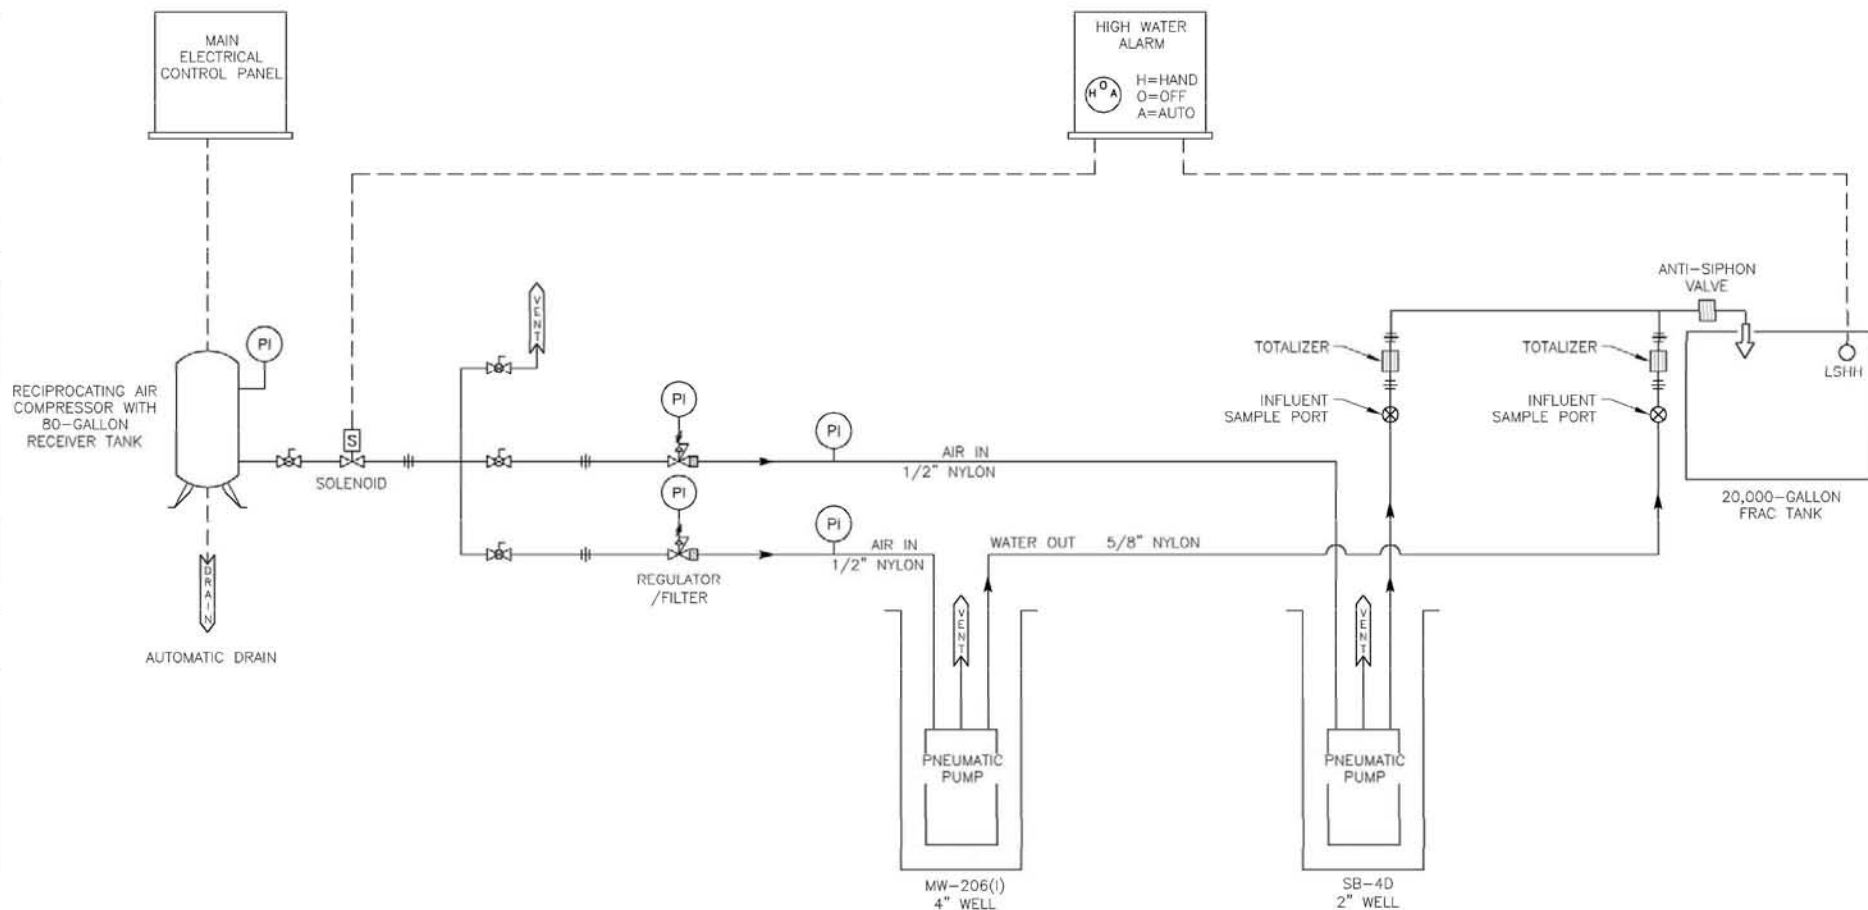 MAIN
ELECTRICAL
CONTROL PANEL
HIGH WATER
ALARM
H O A
H=HAND
O=OFF
A=AUTO
ANTI-SIPHON
VALVE
VENT
PI
TOTALIZER
TOTALIZER
LSHH
RECIPROCATING AIR
COMPRESSOR WITH
80-GALLON
RECEIVER TANK
PI
INFLUENT
SAMPLE PORT
INFLUENT
SAMPLE PORT
S
SOLENOID
PI
AIR IN
1/2" NYLON
PI
20,000-GALLON
FRAC TANK
PI
AIR IN
1/2" NYLON
WATER OUT 5/8" NYLON
REGULATOR
/FILTER
DRAIN
AUTOMATIC DRAIN
VENT
VENT
PNEUMATIC
PUMP
PNEUMATIC
PUMP
MW-206(I)
4" WELL
SB-4D
2" WELL